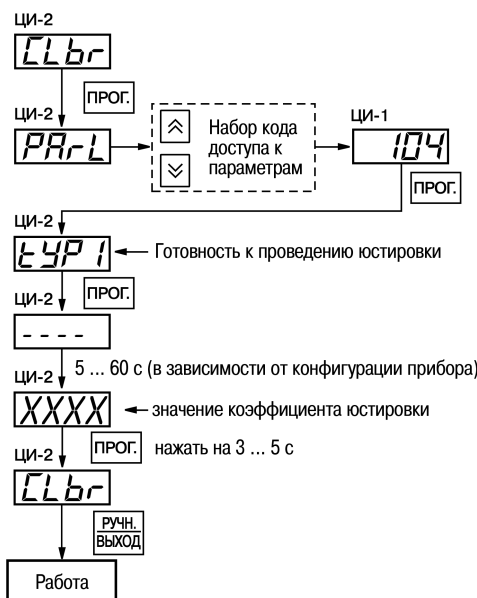 ЦИ-2
CLbr
ПРОГ.
ЦИ-2
PArL
Набор кода
доступа к
параметрам
ЦИ-1
104
ПРОГ.
ЦИ-2
tYP1
Готовность к проведению юстировки
ЦИ-2
ПРОГ.
- - - -
5 ... 60 с (в зависимости от конфигурации прибора)
ЦИ-2
XXXX
значение коэффициента юстировки
ПРОГ.
нажать на 3 ... 5 с
ЦИ-2
CLbr
РУЧН.
ВЫХОД
Работа